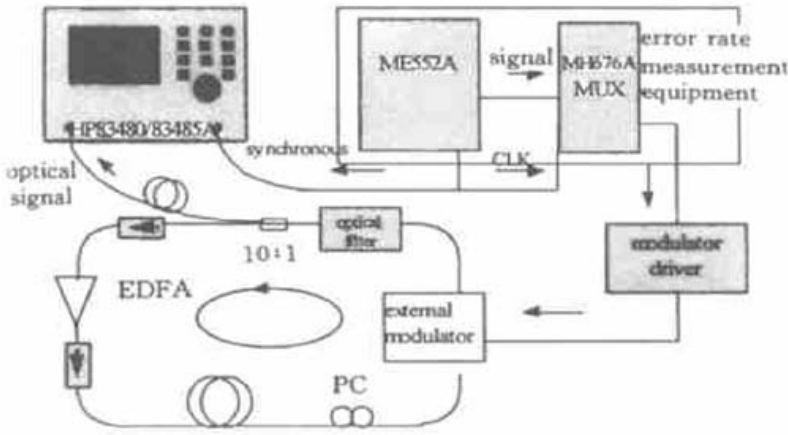 HP83480/83485A
ME552A
signal
MH676A
MUX
error rate
measurement
equipment
synchronous
CLK
optical
signal
10:1
optical
filter
modulator
driver
EDFA
external
modulator
PC